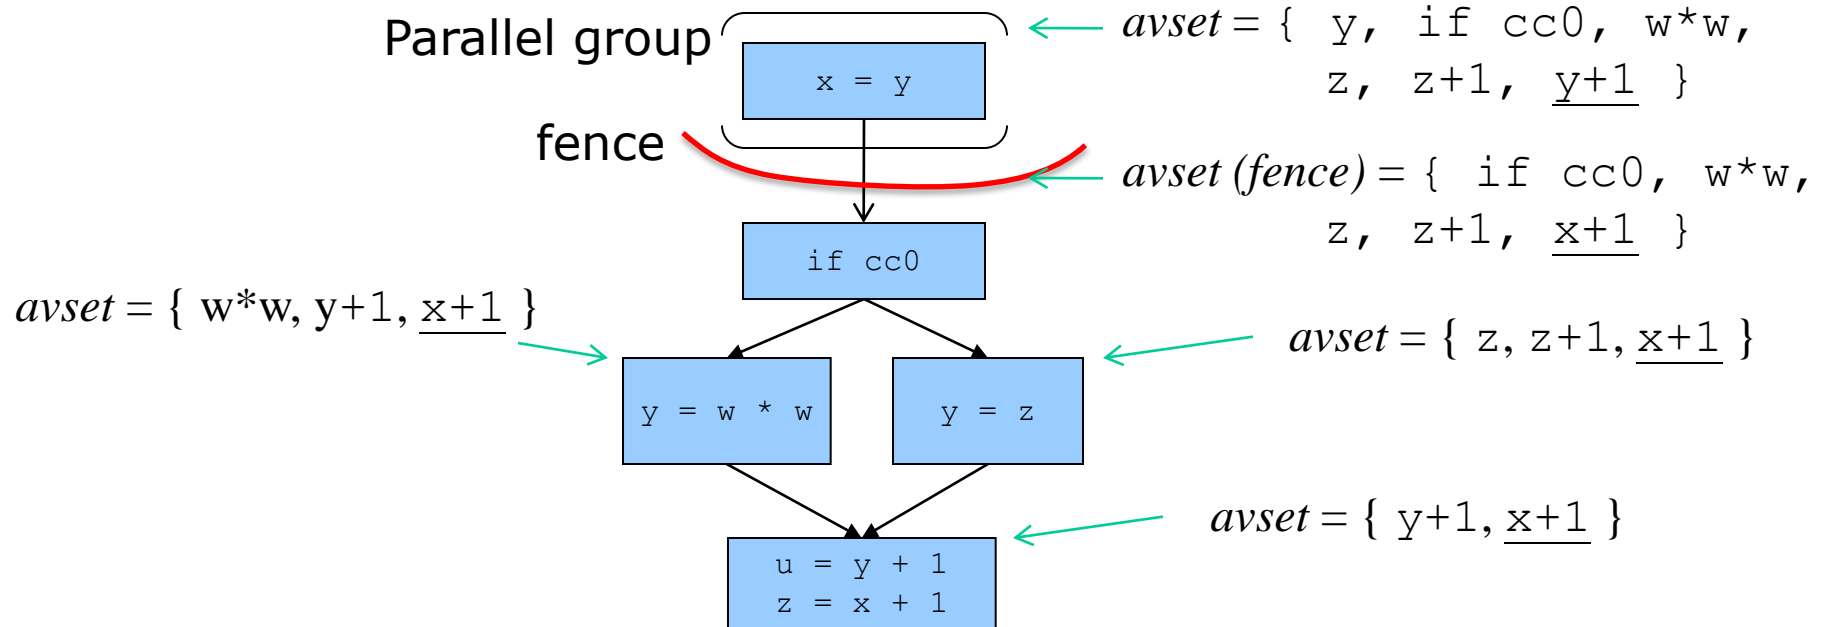 Parallel group
avset = { y, if cc0, w*w,
z, z+1, y+1 }
x = y
fence
avset (fence) = { if cc0, w*w,
z, z+1, x+1 }
if cc0
avset = { w*w, y+1, x+1 }
avset = { z, z+1, x+1 }
y = w * w
y = z
avset = { y+1, x+1 }
u = y + 1
z = x + 1